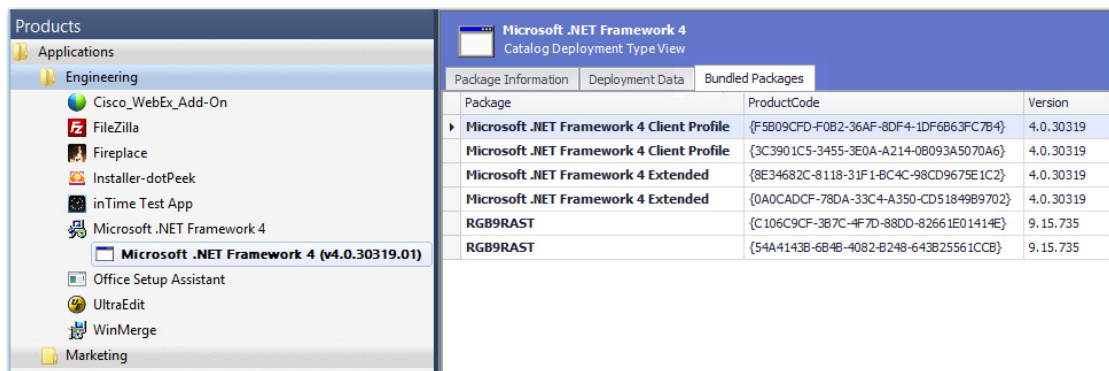 Products
Applications
Engineering
Cisco_WebEx_Add-On
FileZilla
Fireplace
Installer-dotPeek
inTime Test App
Microsoft .NET Framework 4
Microsoft .NET Framework 4 (v4.0.30319.01)
Office Setup Assistant
UltraEdit
WinMerge
Marketing
Microsoft .NET Framework 4
Catalog Deployment Type View
Package Information Deployment Data Bundled Packages
Package ProductCode Version
Microsoft .NET Framework 4 Client Profile {F5B09CFD-F0B2-36AF-8DF4-1DF6B63FC7B4} 4.0.30319
Microsoft .NET Framework 4 Client Profile {3C3901C5-3455-3E0A-A214-0B093A5070A6} 4.0.30319
Microsoft .NET Framework 4 Extended {8E34682C-8118-31F1-BC4C-98CD9675E1C2} 4.0.30319
Microsoft .NET Framework 4 Extended {0A0CADCF-78DA-33C4-A350-CD51849B9702} 4.0.30319
RGB9RAST {C106C9CF-3B7C-4F7D-88DD-82661E01414E} 9.15.735
RGB9RAST {54A4143B-6B4B-4082-B248-643B25561CCB} 9.15.735